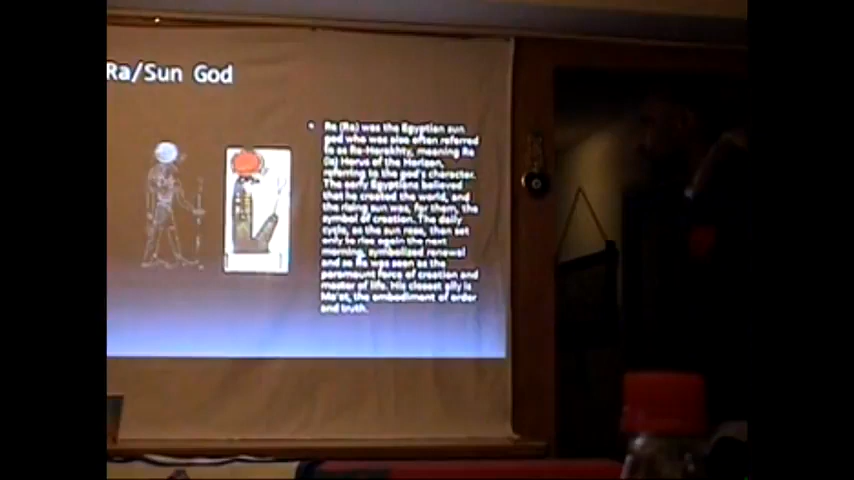 Ra/Sun God
• Re (Ra) was the Egyptian sun
god who was also often referred
to as Re-Horakhty, meaning Re
(is) Horus of the Horizon,
referring to the god's character.
The early Egyptians believed
that he created the world, and
the rising sun was, for them, the
symbol of creation. The daily
cycle, as the sun rose, then set
only to rise again the next
morning, symbolized renewal
and as Re was seen as the
paramount force of creation and
master of life. His closest ally is
Ma'at, the embodiment of order
and truth.